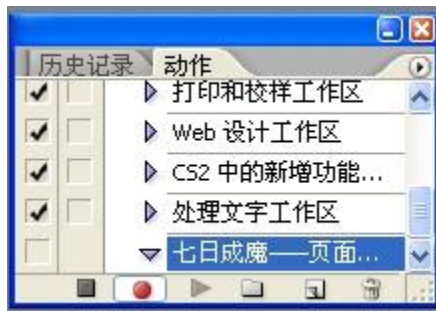 历史记录 动作
打印和校样工作区
Web 设计工作区
CS2 中的新增功能...
处理文字工作区
七日成魔——页面...